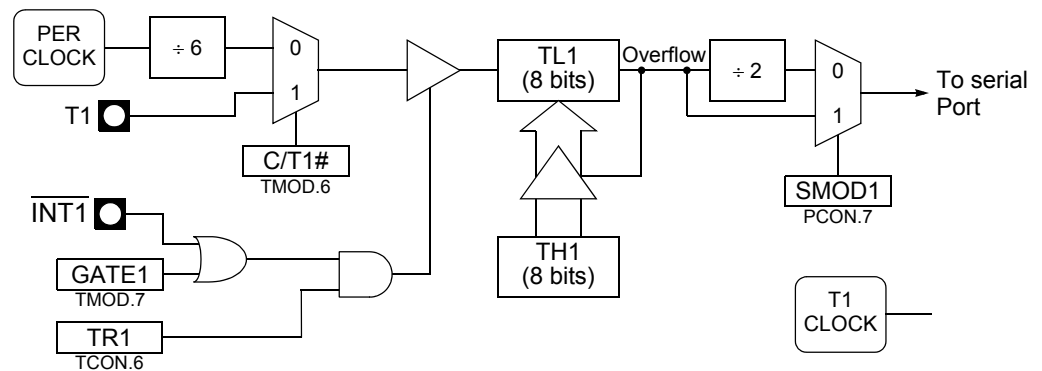 PER
CLOCK
÷ 6
0
1
T1
C/T1#
TMOD.6
TL1
(8 bits)
Overflow
÷ 2
0
1
To serial
Port
SMOD1
PCON.7
INT1
GATE1
TMOD.7
TR1
TCON.6
TH1
(8 bits)
T1
CLOCK